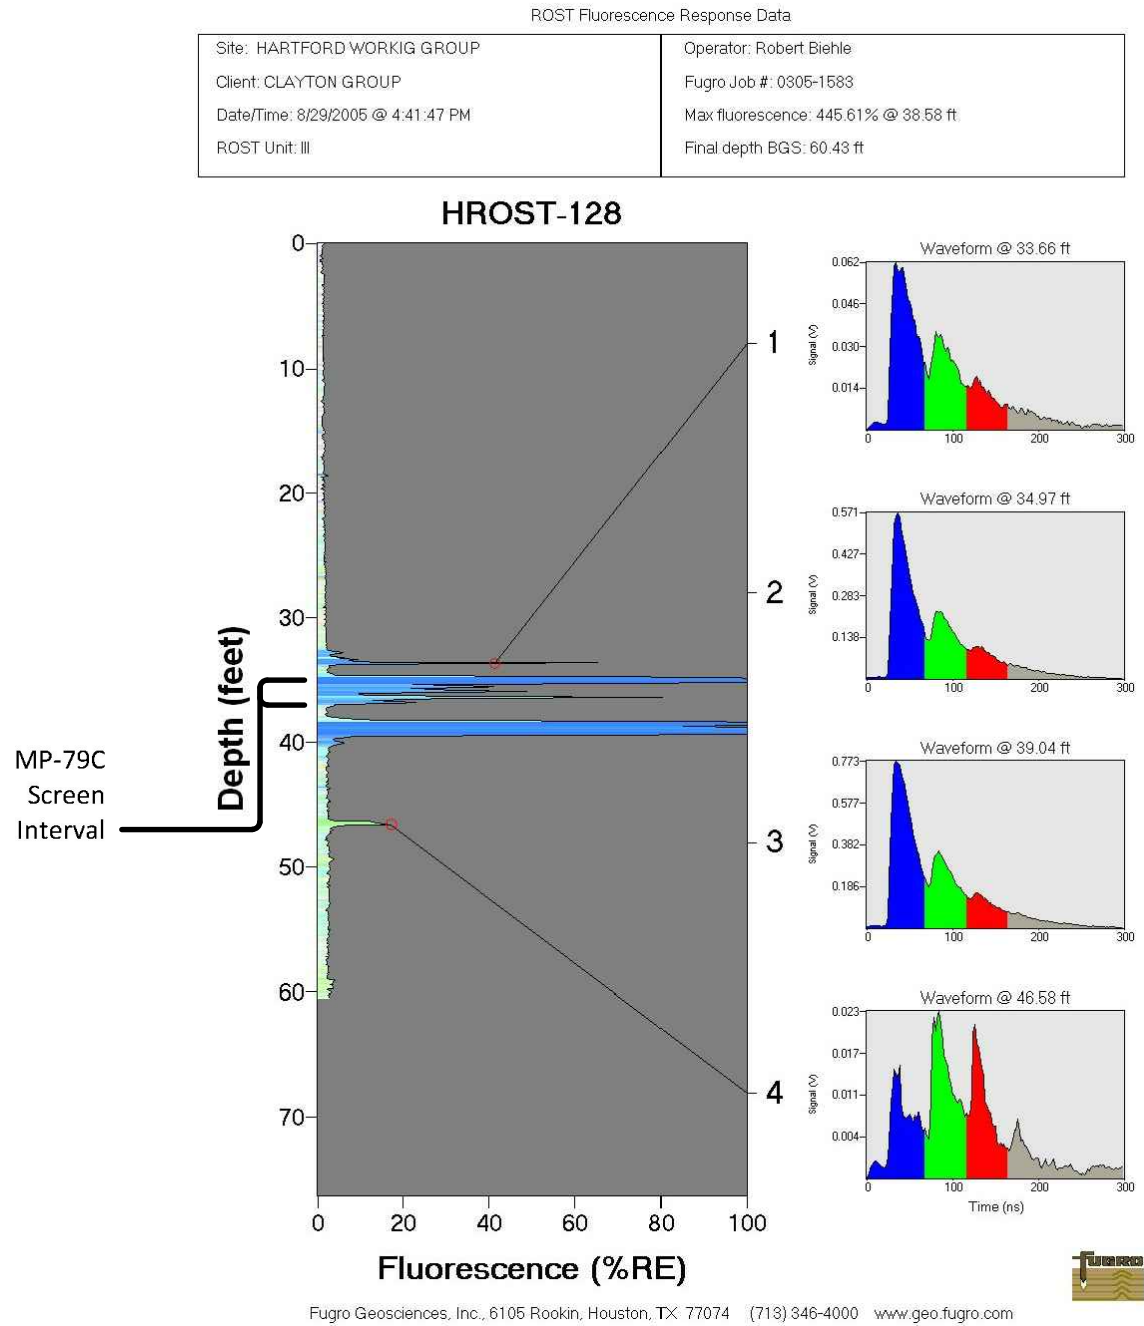 ROST Fluorescence Response Data
Site: HARTFORD WORKIG GROUP
Client: CLAYTON GROUP
Date/Time: 8/29/2005 @ 4:41:47 PM
ROST Unit: III
Operator: Robert Biehle
Fugro Job #: 0305-1583
Max fluorescence: 445.61% @ 38.58 ft
Final depth BGS: 60.43 ft
HROST-128
0
10
20
30
40
50
60
70
Depth (feet)
MP-79C
Screen
Interval
0 20 40 60 80 100
Fluorescence (%RE)
1
2
3
4
Waveform @ 33.66 ft
0.062
0.046
0.030
0.014
Signal (V)
0 100 200 300
Waveform @ 34.97 ft
0.571
0.427
0.283
0.138
Signal (V)
0 100 200 300
Waveform @ 39.04 ft
0.773
0.577
0.382
0.186
Signal (V)
0 100 200 300
Waveform @ 46.58 ft
0.023
0.017
0.011
0.004
Signal (V)
0 100 200 300
Time (ns)
fUGRO
Fugro Geosciences, Inc., 6105 Rookin, Houston, TX 77074 (713) 346-4000 www.geo.fugro.com